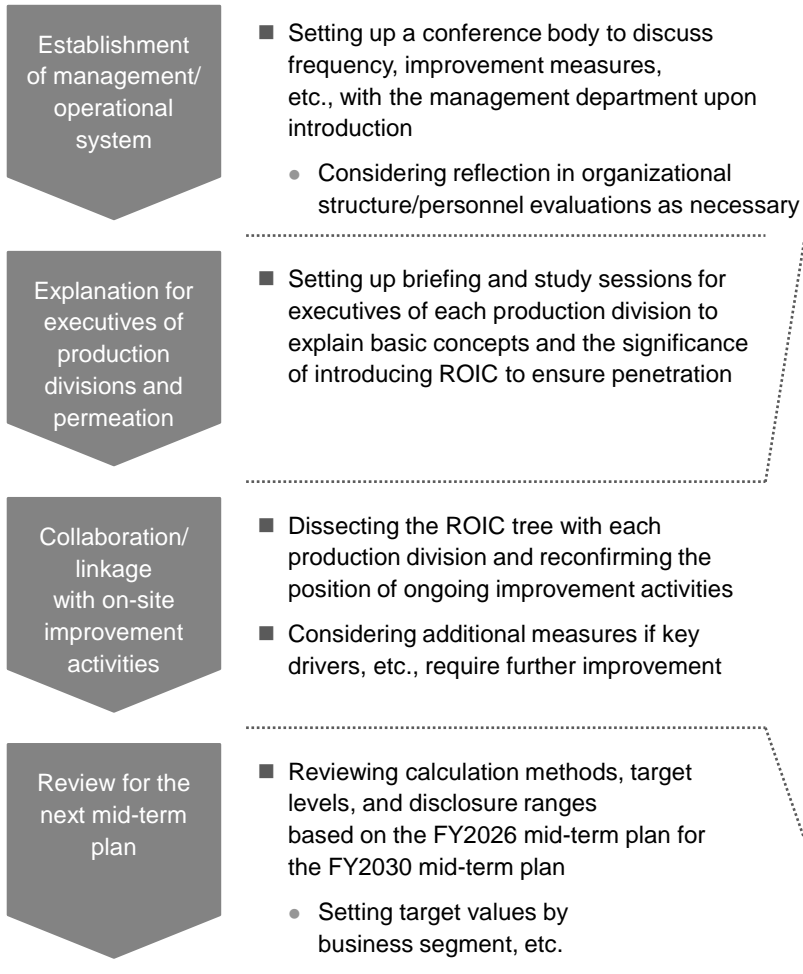 Establishment
of management/
operational
system
■ Setting up a conference body to discuss
frequency, improvement measures,
etc., with the management department upon
introduction
● Considering reflection in organizational
structure/personnel evaluations as necessary
Explanation for
executives of
production
divisions and
permeation
■ Setting up briefing and study sessions for
executives of each production division to
explain basic concepts and the significance
of introducing ROIC to ensure penetration
Collaboration/
linkage
with on-site
improvement
activities
■ Dissecting the ROIC tree with each
production division and reconfirming the
position of ongoing improvement activities
■ Considering additional measures if key
drivers, etc., require further improvement
Review for the
next mid-term
plan
■ Reviewing calculation methods, target
levels, and disclosure ranges
based on the FY2026 mid-term plan for
the FY2030 mid-term plan
● Setting target values by
business segment, etc.